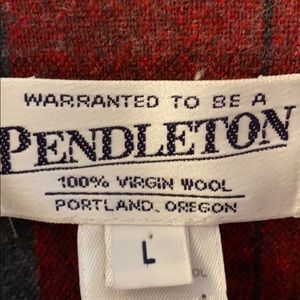 WARRANTED TO BE A
PENDLETON
100% VIRGIN WOOL
PORTLAND, OREGON
L